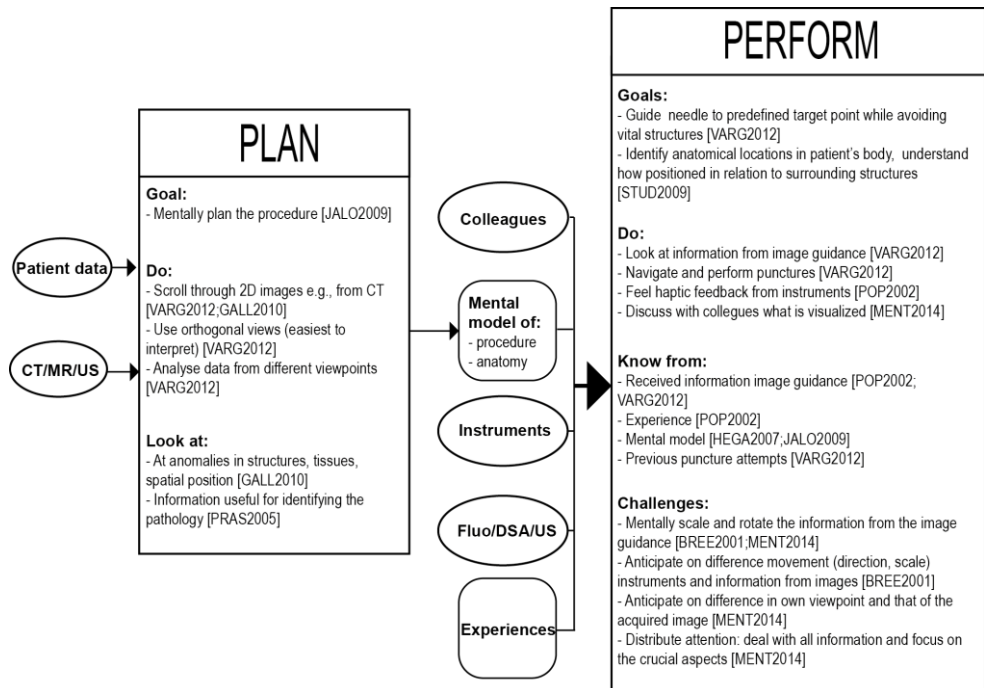 Patient data
CT/MR/US
PLAN
Goal:
- Mentally plan the procedure [JALO2009]
Do:
- Scroll through 2D images e.g., from CT
[VARG2012;GALL2010]
- Use orthogonal views (easiest to
interpret) [VARG2012]
- Analyse data from different viewpoints
[VARG2012]
Look at:
- At anomalies in structures, tissues,
spatial position [GALL2010]
- Information useful for identifying the
pathology [PRAS2005]
Colleagues
Mental
model of:
- procedure
- anatomy
Instruments
Fluo/DSA/US
Experiences
PERFORM
Goals:
- Guide needle to predefined target point while avoiding
vital structures [VARG2012]
- Identify anatomical locations in patient's body, understand
how positioned in relation to surrounding structures
[STUD2009]
Do:
- Look at information from image guidance [VARG2012]
- Navigate and perform punctures [VARG2012]
- Feel haptic feedback from instruments [POP2002]
- Discuss with collegues what is visualized [MENT2014]
Know from:
- Received information image guidance [POP2002;
VARG2012]
- Experience [POP2002]
- Mental model [HEGA2007;JALO2009]
- Previous puncture attempts [VARG2012]
Challenges:
- Mentally scale and rotate the information from the image
guidance [BREE2001;MENT2014]
- Anticipate on difference movement (direction, scale)
instruments and information from images [BREE2001]
- Anticipate on difference in own viewpoint and that of the
acquired image [MENT2014]
- Distribute attention: deal with all information and focus on
the crucial aspects [MENT2014]